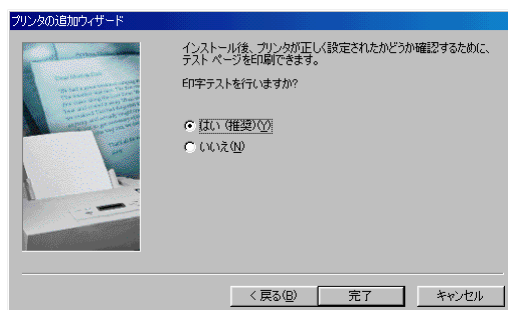 プリンタの追加ウィザード
インストール後、プリンタが正しく設定されたかどうか確認するために、
テスト ページを印刷できます。
印字テストを行いますか?
はい (推奨)(Y)
いいえ(N)
< 戻る(B)
完了
キャンセル